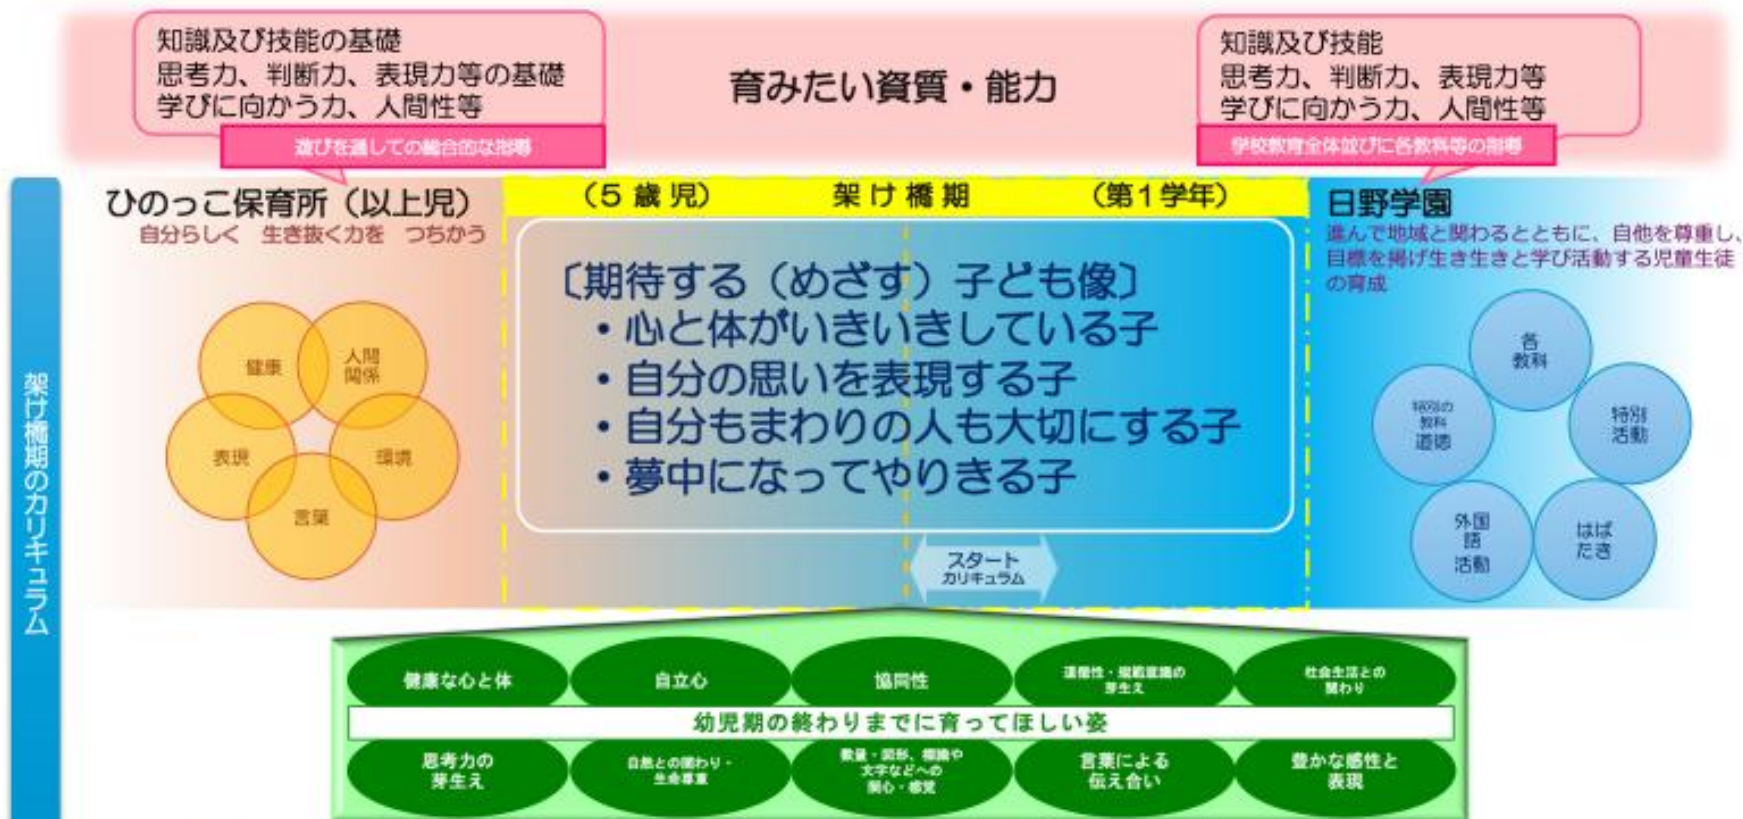 知識及び技能の基礎
思考力、判断力、表現力等の基礎
学びに向かう力、人間性等
遊びを通しての総合的な指導
育みたい資質・能力
知識及び技能
思考力、判断力、表現力等
学びに向かう力、人間性等
学校教育全体並びに各教科等の指導
架け橋期のカリキュラム
ひのっこ保育所（以上児）
自分らしく　生き抜く力を　つちかう
健康
人間
関係
表現
環境
言葉
（５歳児）　架け橋期　（第１学年）
〔期待する（めざす）子ども像〕
・心と体がいきいきしている子
・自分の思いを表現する子
・自分もまわりの人も大切にする子
・夢中になってやりきる子
スタート
カリキュラム
日野学園
進んで地域と関わるとともに、自他を尊重し、
目標を掲げ生き生きと学び活動する児童生徒
の育成
各
教科
特別の
教科
道徳
特別
活動
外国
語
活動
はば
たき
健康な心と体
自立心
協同性
道徳性・規範意識の
芽生え
社会生活との
関わり
幼児期の終わりまでに育ってほしい姿
思考力の
芽生え
自然との関わり・
生命尊重
数量・図形、標識や
文字などへの
関心・感覚
言葉による
伝え合い
豊かな感性と
表現